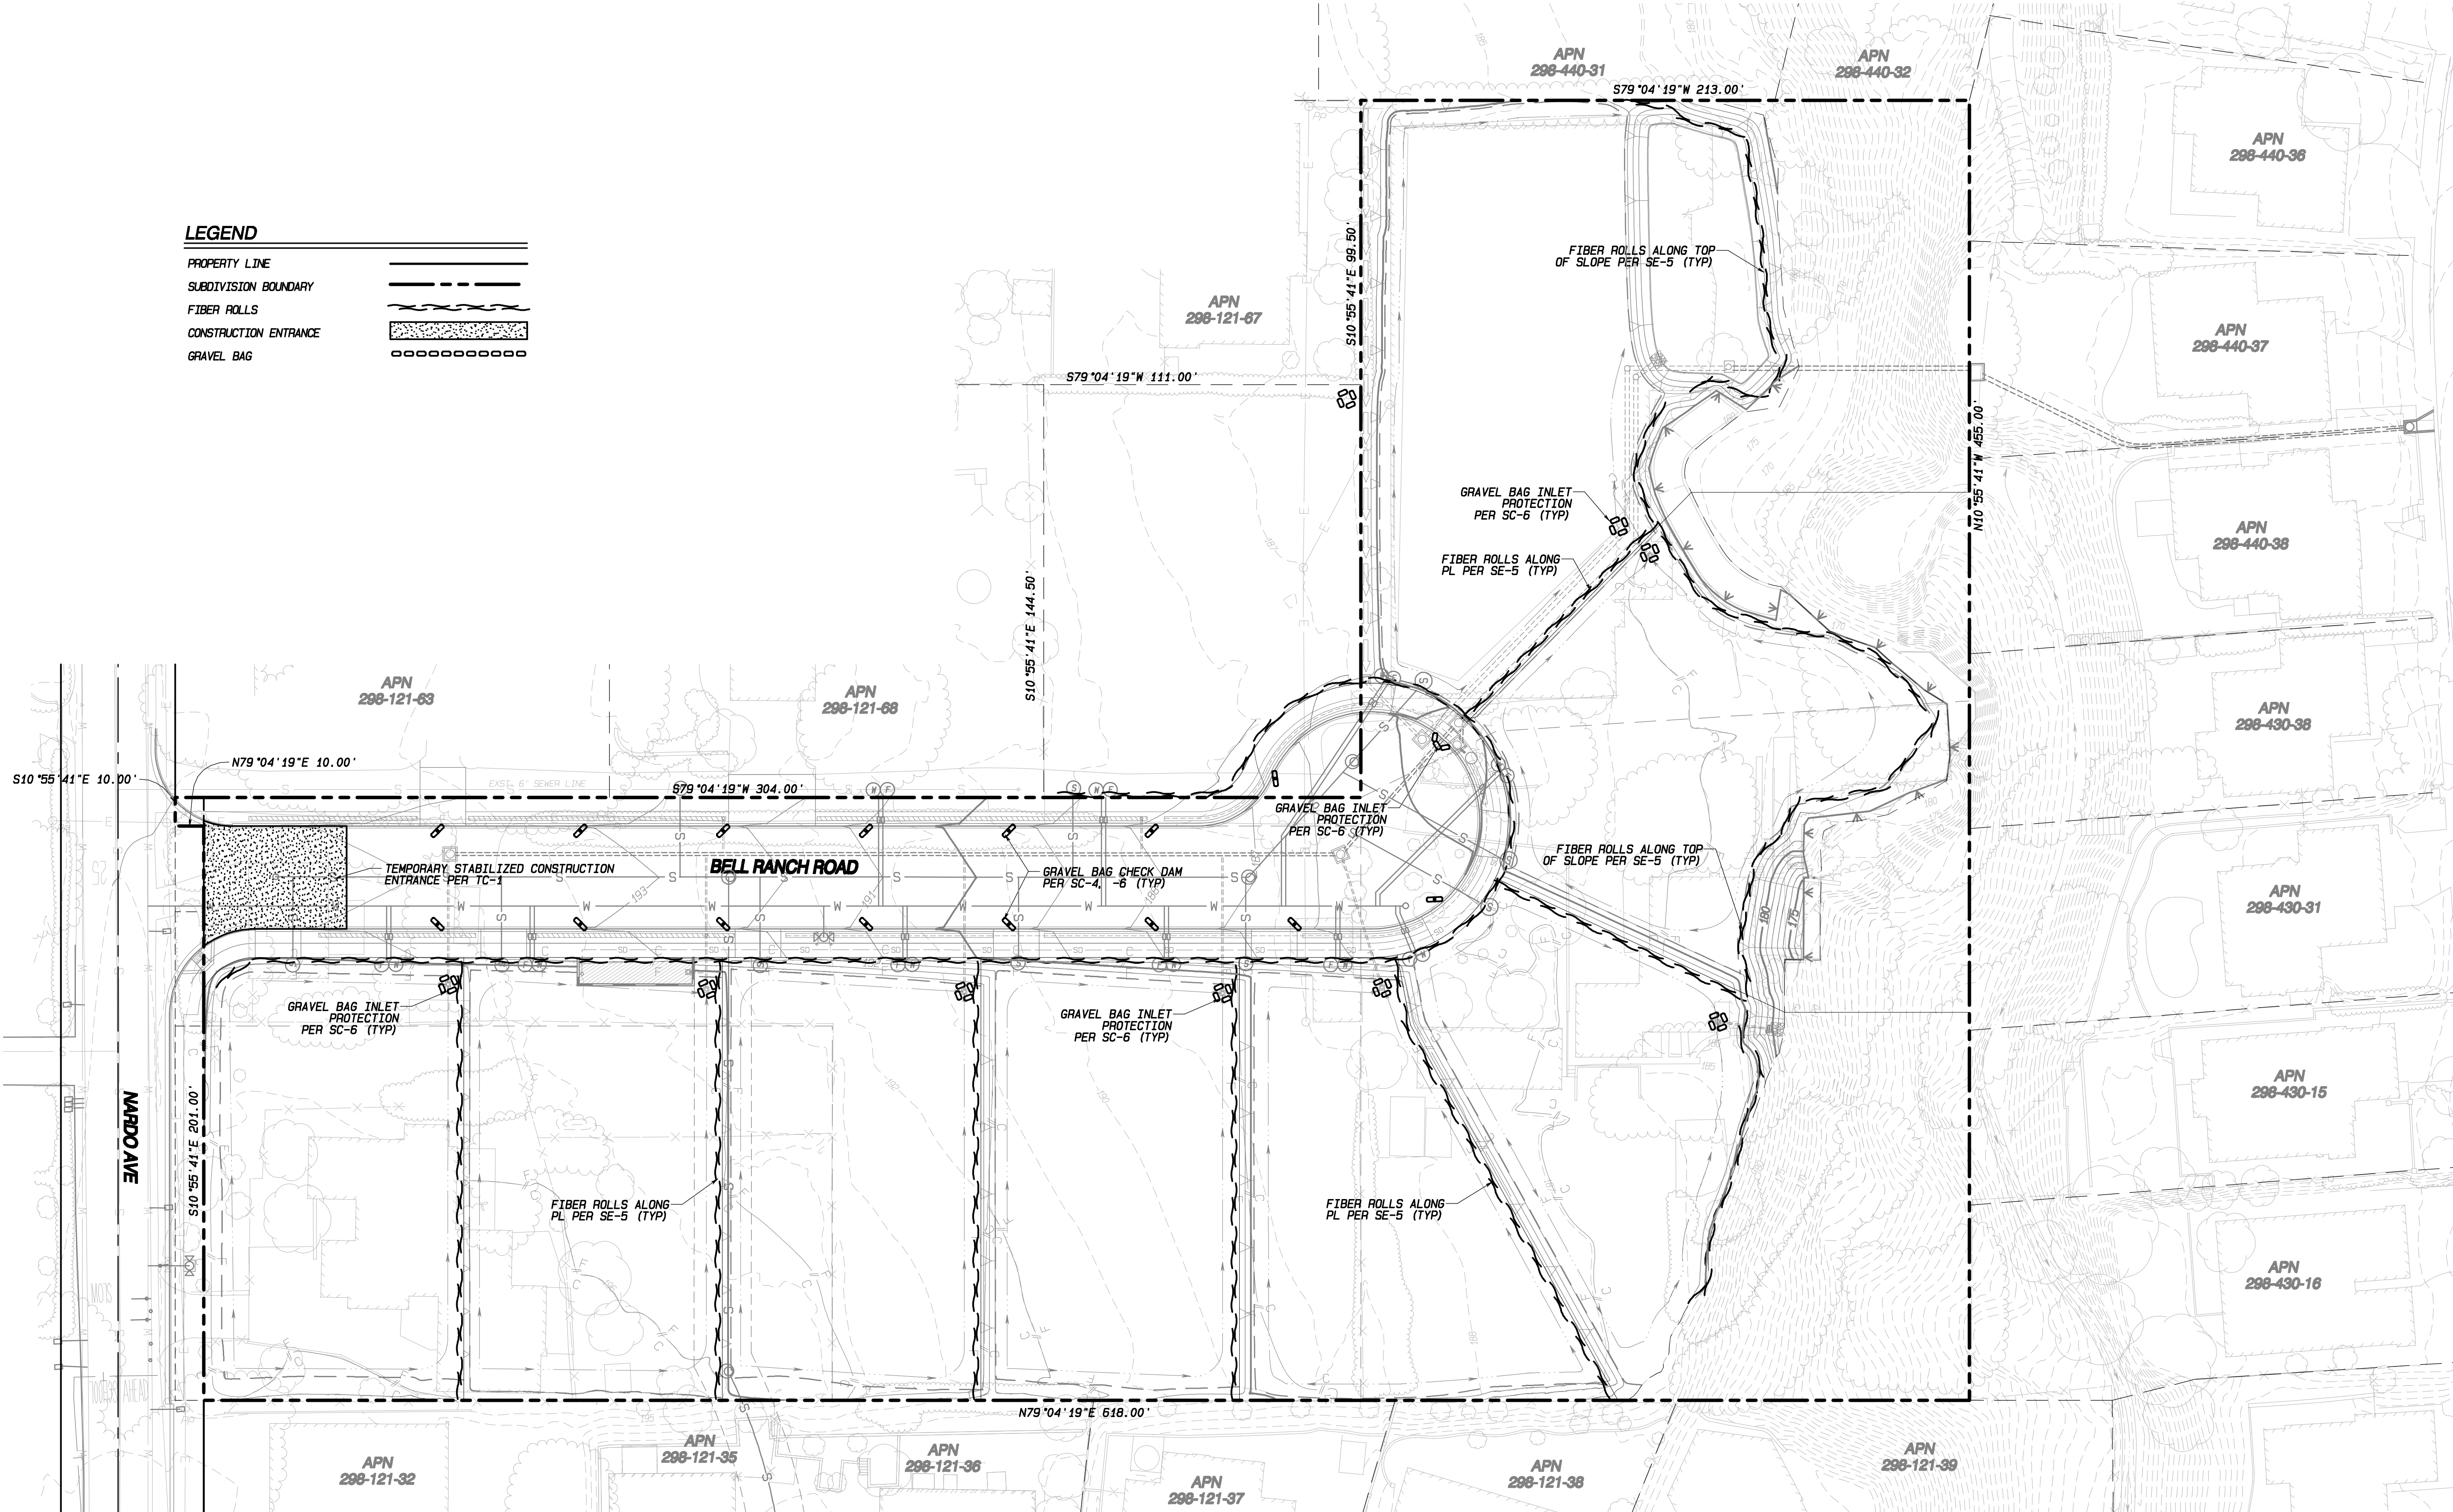 APN
298-440-31
APN
298-440-32
S79°04'19"W 213.00'
APN
298-440-36
LEGEND
PROPERTY LINE
SUBDIVISION BOUNDARY
FIBER ROLLS
CONSTRUCTION ENTRANCE
GRAVEL BAG
S10°55'41"E 99.50'
FIBER ROLLS ALONG TOP
OF SLOPE PER SE-5 (TYP)
APN
298-121-67
APN
298-440-37
S79°04'19"W 111.00'
N10°55'41"W 455.00'
GRAVEL BAG INLET
PROTECTION
PER SC-6 (TYP)
APN
298-440-38
FIBER ROLLS ALONG
PL PER SE-5 (TYP)
S10°55'41"E 144.50'
APN
298-121-63
APN
298-121-68
APN
298-430-38
N79°04'19"E 10.00'
S10°55'41"E 10.00'
EXST. 6" SEWER LINE
S79°04'19"W 304.00'
GRAVEL BAG INLET
PROTECTION
PER SC-6 (TYP)
BELL RANCH ROAD
TEMPORARY STABILIZED CONSTRUCTION
ENTRANCE PER TC-1
GRAVEL BAG CHECK DAM
PER SC-4, -6 (TYP)
FIBER ROLLS ALONG TOP
OF SLOPE PER SE-5 (TYP)
APN
298-430-31
193
191
180
175
GRAVEL BAG INLET
PROTECTION
PER SC-6 (TYP)
GRAVEL BAG INLET
PROTECTION
PER SC-6 (TYP)
APN
298-430-15
NARDO AVE
S10°55'41"E 201.00'
FIBER ROLLS ALONG
PL PER SE-5 (TYP)
FIBER ROLLS ALONG
PL PER SE-5 (TYP)
APN
298-430-16
N79°04'19"E 618.00'
APN
298-121-32
APN
298-121-35
APN
298-121-36
APN
298-121-37
APN
298-121-38
APN
298-121-39